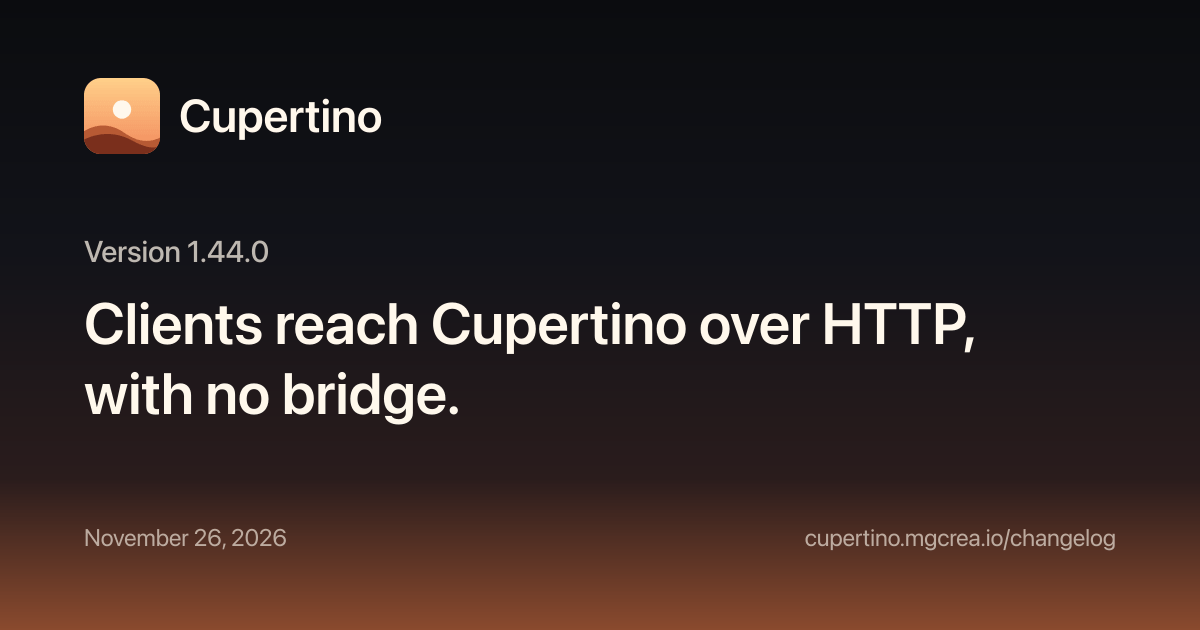 Cupertino
Version 1.44.0
Clients reach Cupertino over HTTP,
with no bridge.
November 26, 2026
cupertino.mgcrea.io/changelog